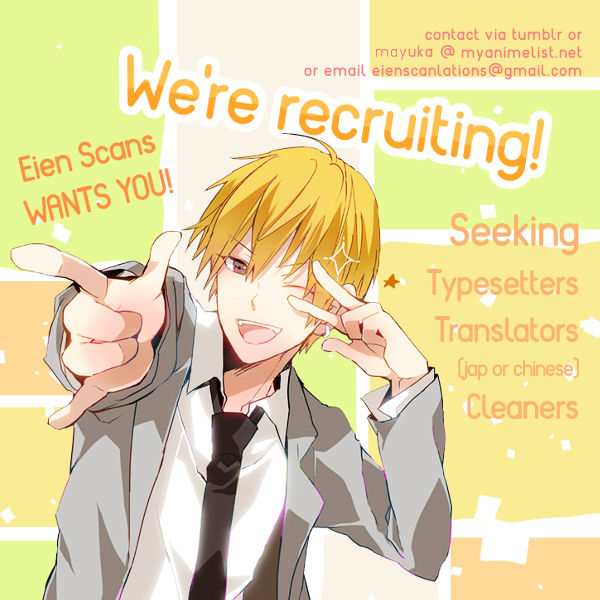 contact via tumblr or
mayuka @ myanimelist.net
or email eienscanlations@gmail.com
We're recruiting!
Eien Scans
WANTS YOU!
Seeking
Typesetters
Translators
(jap or chinese)
Cleaners